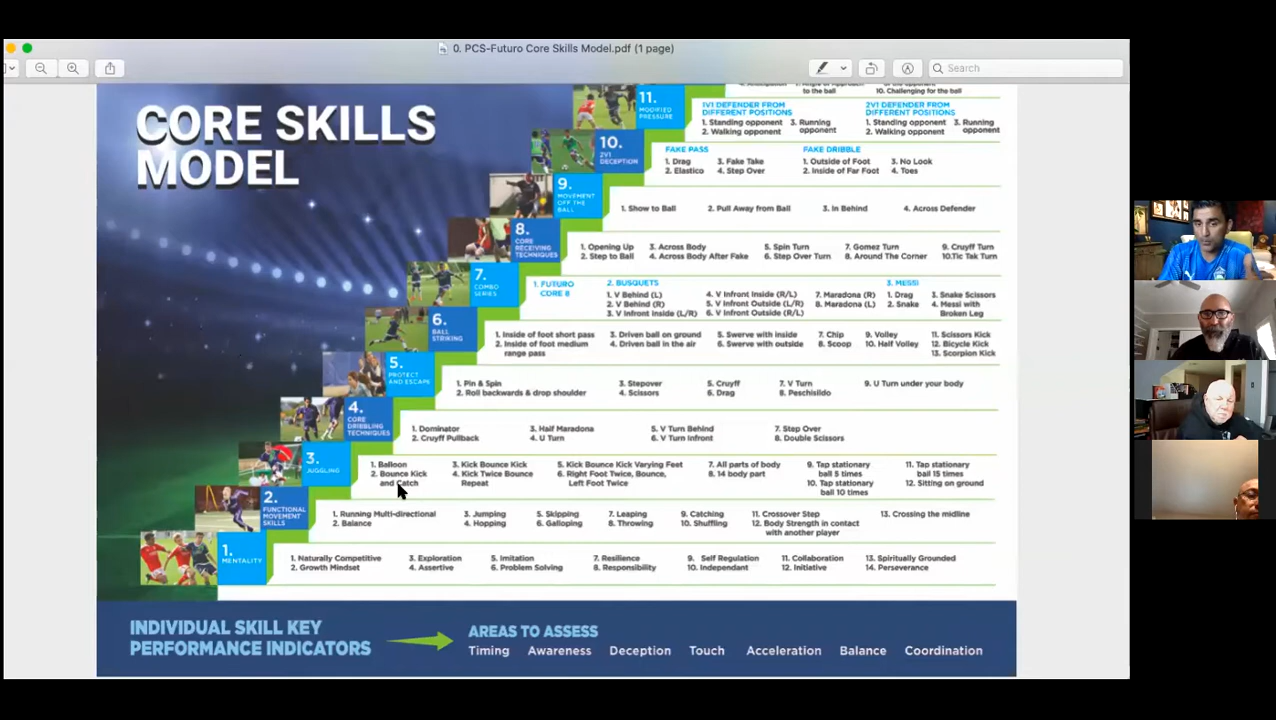 0. PCS-Futuro Core Skills Model.pdf (1 page)
Search
CORE SKILLS
MODEL
to the ball
10. Challenging for the ball
11.
MODIFIED
PRESSURE
1V1 DEFENDER FROM
DIFFERENT POSITIONS
1. Standing opponent
2. Walking opponent
3. Running
opponent
2V1 DEFENDER FROM
DIFFERENT POSITIONS
1. Standing opponent
2. Walking opponent
3. Running
opponent
10.
2V1
DECEPTION
FAKE PASS
1. Drag
2. Elastico
3. Fake Take
4. Step Over
FAKE DRIBBLE
1. Outside of Foot
2. Inside of Far Foot
3. No Look
4. Toes
9.
MOVEMENT
OFF THE
BALL
1. Show to Ball
2. Pull Away from Ball
3. In Behind
4. Across Defender
8.
CORE
RECEIVING
TECHNIQUES
1. Opening Up
2. Step to Ball
3. Across Body
4. Across Body After Fake
5. Spin Turn
6. Step Over Turn
7. Gomez Turn
8. Around The Corner
9. Cruyff Turn
10.Tic Tak Turn
7.
COMBO
SERIES
1. FUTURO
CORE 8
2. BUSQUETS
1. V Behind (L)
2. V Behind (R)
3. V Infront Inside (L/R)
4. V Infront Inside (R/L)
5. V Infront Outside (L/R)
6. V Infront Outside (R/L)
7. Maradona (R)
8. Maradona (L)
3. MESSI
1. Drag
2. Snake
3. Snake Scissors
4. Messi with
Broken Leg
6.
BALL
STRIKING
1. Inside of foot short pass
2. Inside of foot medium
range pass
3. Driven ball on ground
4. Driven ball in the air
5. Swerve with inside
6. Swerve with outside
7. Chip
8. Scoop
9. Volley
10. Half Volley
11. Scissors Kick
12. Bicycle Kick
13. Scorpion Kick
5.
PROTECT
AND ESCAPE
1. Pin & Spin
2. Roll backwards & drop shoulder
3. Stepover
4. Scissors
5. Cruyff
6. Drag
7. V Turn
8. Peschisildo
9. U Turn under your body
4.
CORE
DRIBBLING
TECHNIQUES
1. Dominator
2. Cruyff Pullback
3. Half Maradona
4. U Turn
5. V Turn Behind
6. V Turn Infront
7. Step Over
8. Double Scissors
3.
JUGGLING
1. Balloon
2. Bounce Kick
and Catch
3. Kick Bounce Kick
4. Kick Twice Bounce
Repeat
5. Kick Bounce Kick Varying Feet
6. Right Foot Twice, Bounce,
Left Foot Twice
7. All parts of body
8. 14 body part
9. Tap stationary
ball 5 times
10. Tap stationary
ball 10 times
11. Tap stationary
ball 15 times
12. Sitting on ground
2.
FUNCTIONAL
MOVEMENT
SKILLS
1. Running Multi-directional
2. Balance
3. Jumping
4. Hopping
5. Skipping
6. Galloping
7. Leaping
8. Throwing
9. Catching
10. Shuffling
11. Crossover Step
12. Body Strength in contact
with another player
13. Crossing the midline
1.
MENTALITY
1. Naturally Competitive
2. Growth Mindset
3. Exploration
4. Assertive
5. Imitation
6. Problem Solving
7. Resilience
8. Responsibility
9. Self Regulation
10. Independant
11. Collaboration
12. Initiative
13. Spiritually Grounded
14. Perseverance
INDIVIDUAL SKILL KEY
PERFORMANCE INDICATORS
AREAS TO ASSESS
Timing Awareness Deception Touch Acceleration Balance Coordination